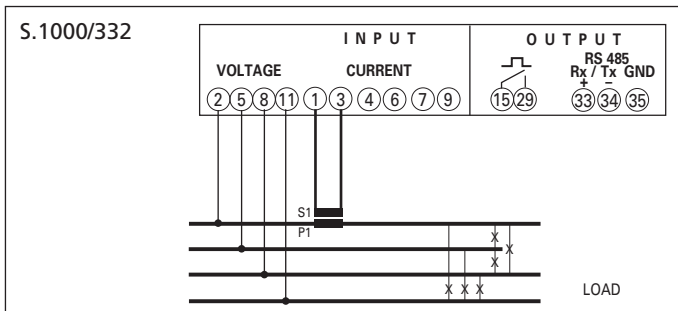 S.1000/332
INPUT
OUTPUT
VOLTAGE
CURRENT
RS 485
Rx / Tx GND
+ –
2 5 8 11 1 3 4 6 7 9 15 29 33 34 35
S1
P1
X
X
X
X X X
LOAD